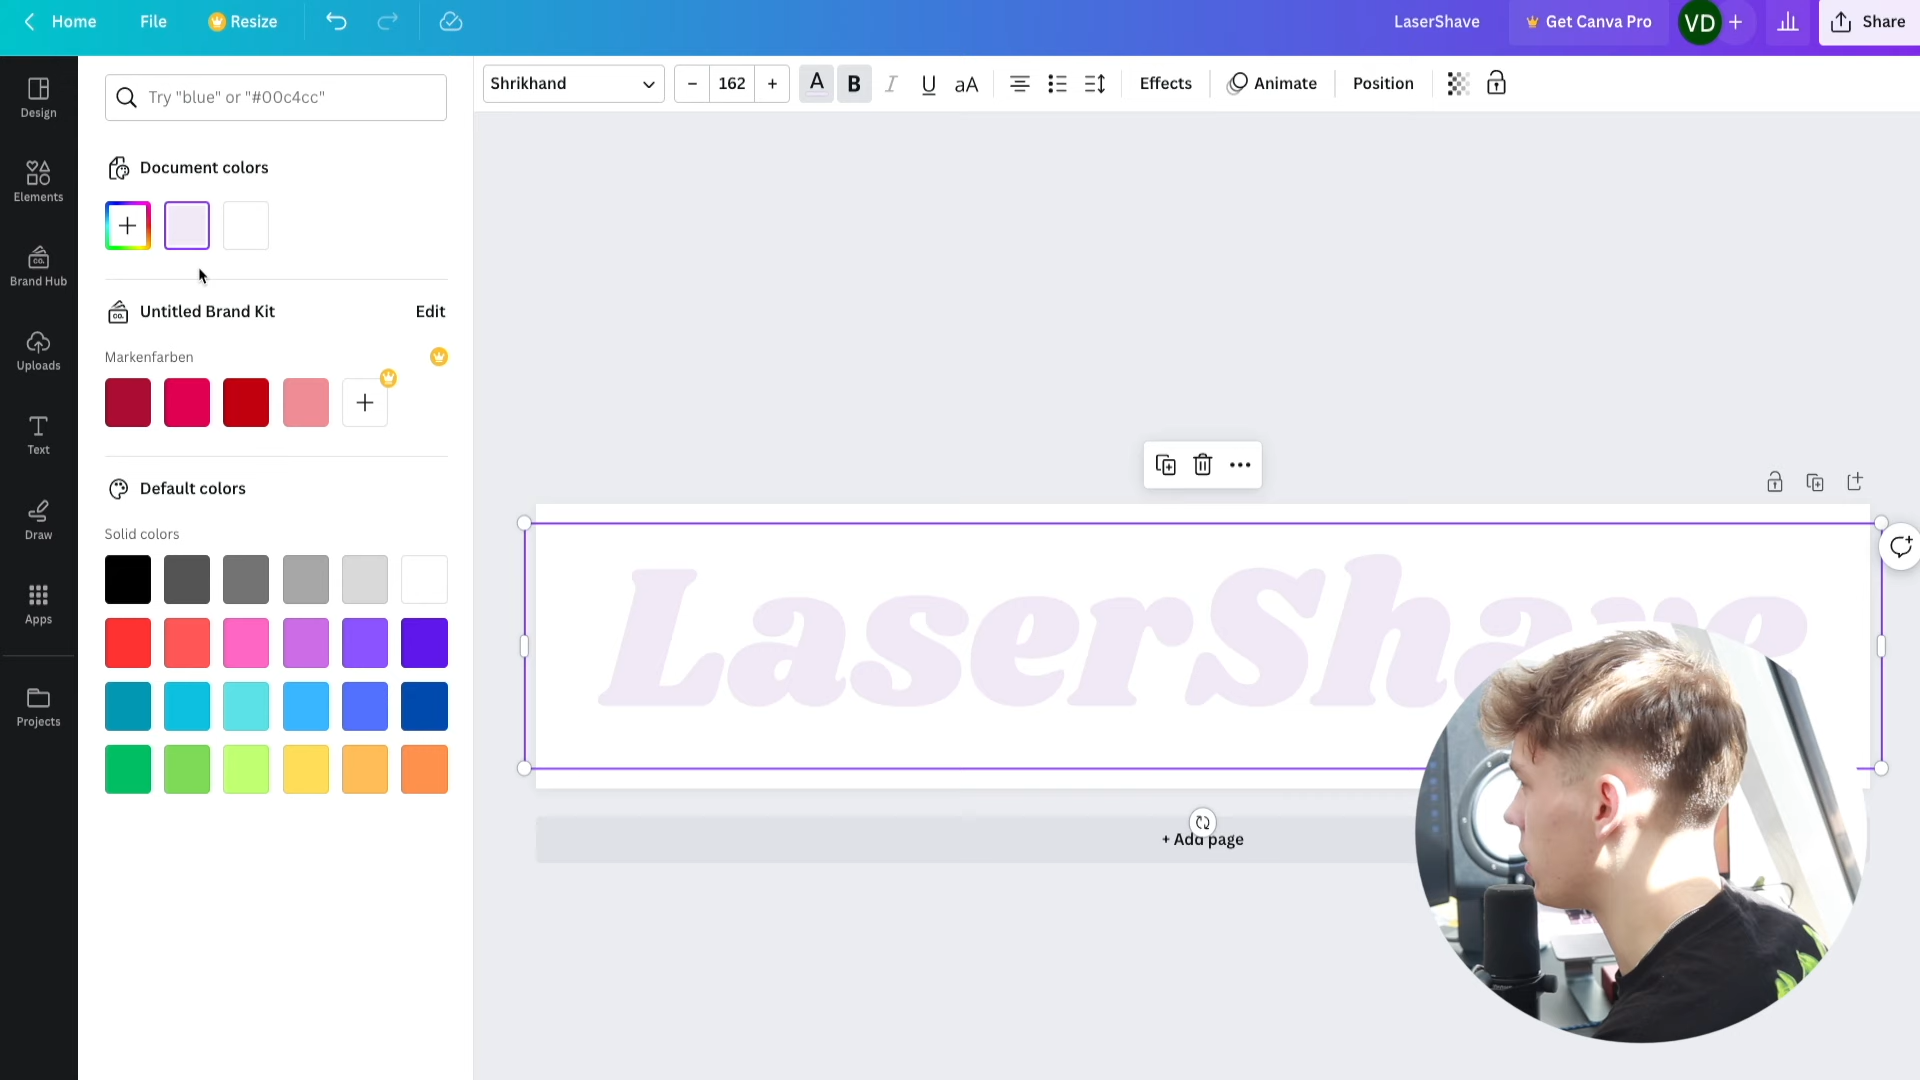 Home
File
Resize
LaserShave
Get Canva Pro
VD
Share
Design
Elements
Brand Hub
Uploads
Text
Draw
Apps
Projects
Try "blue" or "#00c4cc"
Document colors
Untitled Brand Kit
Edit
Markenfarben
Default colors
Solid colors
Shrikhand
162
A
B
I
U
aA
Effects
Animate
Position
LaserShave
+ Add page